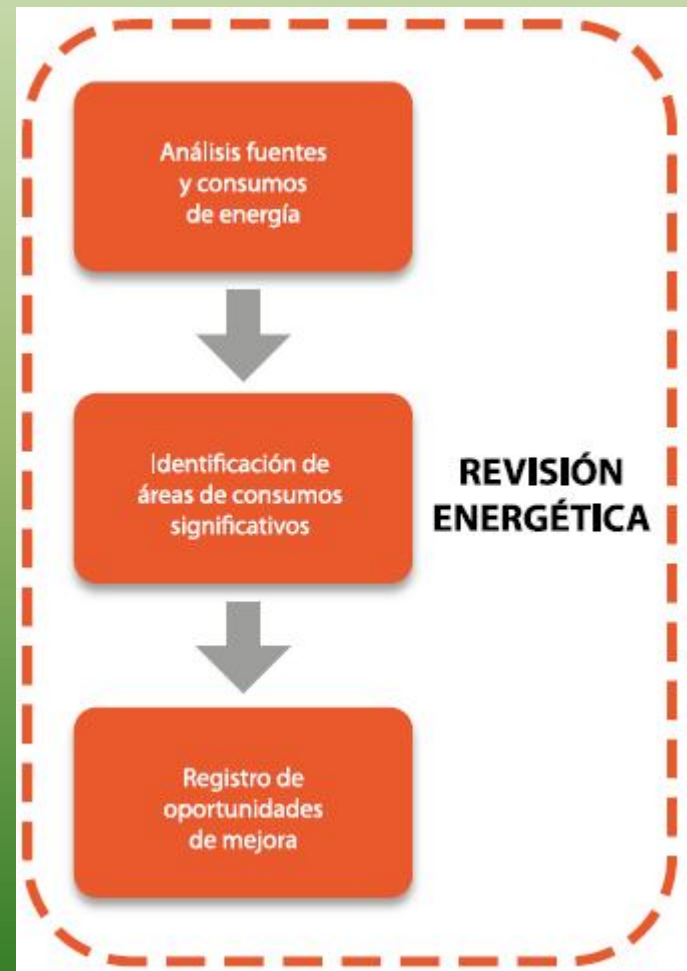 Análisis fuentes
y consumos
de energía
Identificación de
áreas de consumos
significativos
REVISIÓN
ENERGÉTICA
Registro de
oportunidades
de mejora